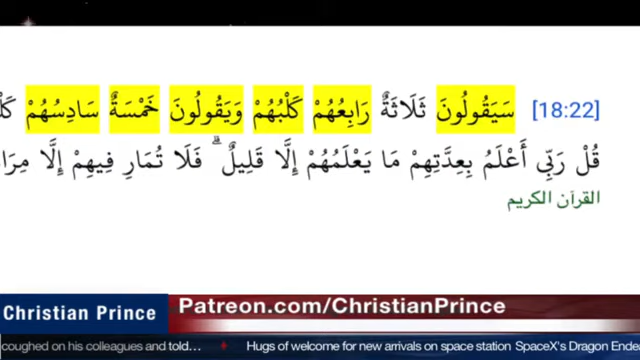 [18:22] سَيَقُولُونَ ثَلَاثَةٌ رَابِعُهُمْ كَلْبُهُمْ وَيَقُولُونَ خَمْسَةٌ سَادِسُهُمْ
قُلْ رَبِّي أَعْلَمُ بِعِدَّتِهِمْ مَا يَعْلَمُهُمْ إِلَّا قَلِيلٌ ۗ فَلَا تُمَارِ فِيهِمْ إِلَّا
القرآن الكريم
Christian Prince
Patreon.com/ChristianPrince
coughed on his colleagues and told... Hugs of welcome for new arrivals on space station SpaceX's Dragon